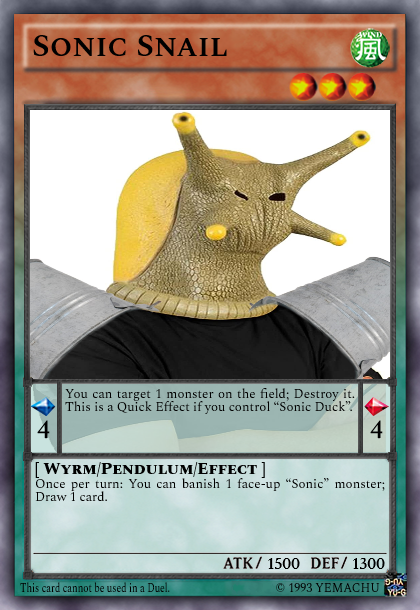 SONIC SNAIL
WIND
風
You can target 1 monster on the field; Destroy it.
This is a Quick Effect if you control “Sonic Duck”.
4
4
[ WYRM/PENDULUM/EFFECT ]
Once per turn: You can banish 1 face-up “Sonic” monster;
Draw 1 card.
ATK / 1500 DEF / 1300
This card cannot be used in a Duel.
© 1993 YEMACHU